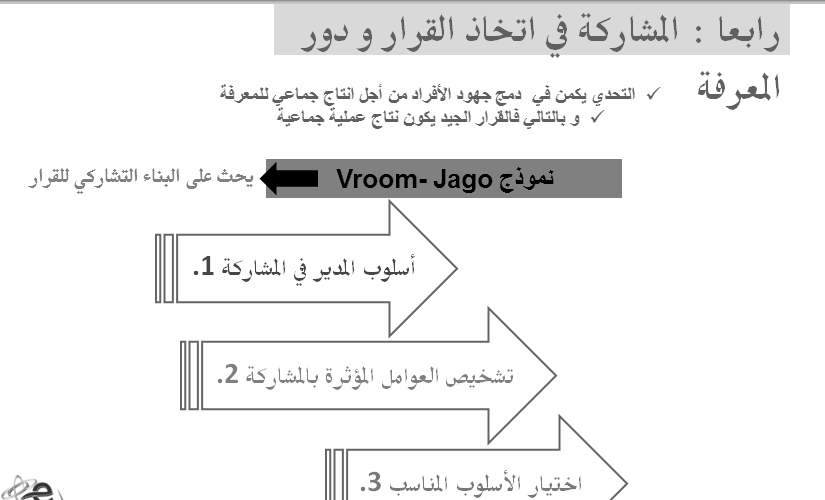 رابعا : المشاركة في اتخاذ القرار و دور
المعرفة
✓ التحدي يكمن في دمج جهود الأفراد من أجل انتاج جماعي للمعرفة
✓ و بالتالي فالقرار الجيد يكون نتاج عملية جماعية
نموذج Vroom- Jago
يحث على البناء التشاركي للقرار
1. أسلوب المدير في المشاركة
2. تشخيص العوامل المؤثرة بالمشاركة
3. اختيار الأسلوب المناسب